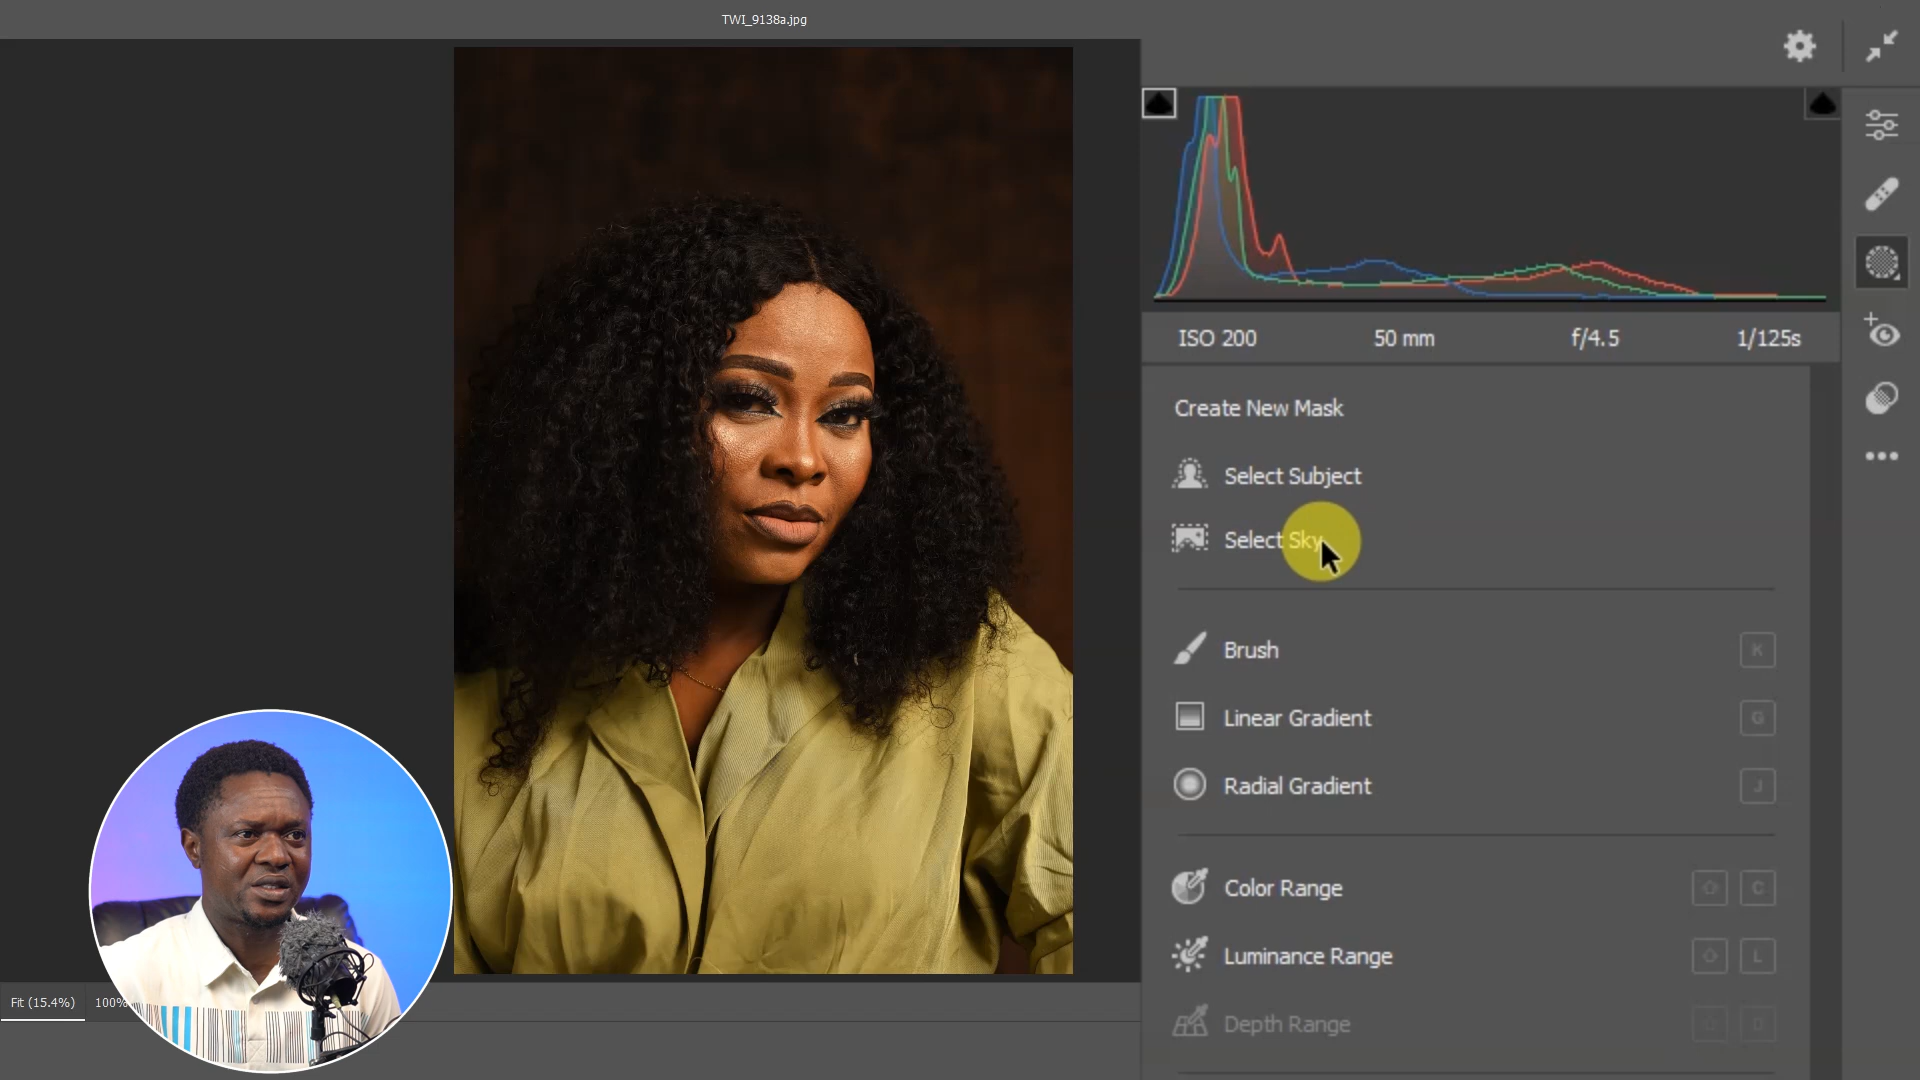 TWI_9138a.jpg
ISO 200 50 mm f/4.5 1/125s
Create New Mask
Select Subject
Select Sky
Brush K
Linear Gradient G
Radial Gradient J
Color Range C
Luminance Range L
Depth Range D
Fit (15.4%) 100%